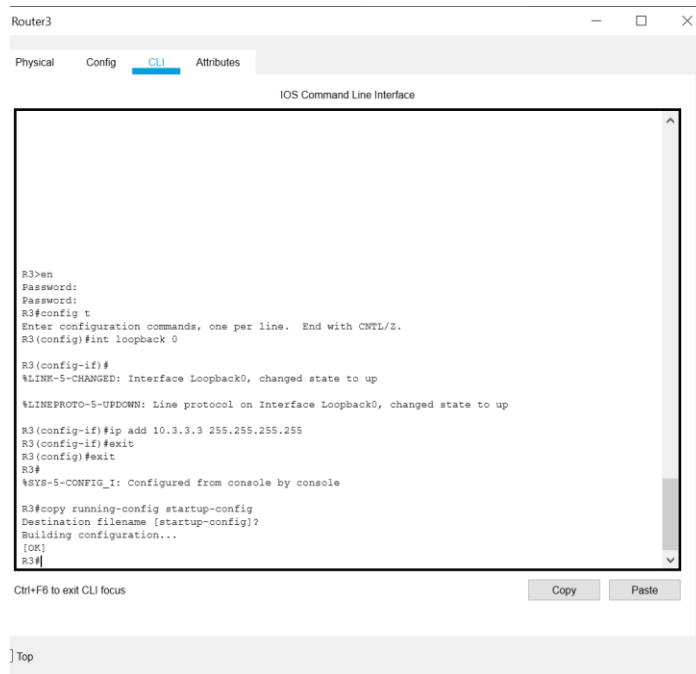 Router3
Physical Config CLI Attributes
IOS Command Line Interface
R3>en
Password:
Password:
R3#config t
Enter configuration commands, one per line.  End with CNTL/Z.
R3(config)#int loopback 0
R3(config-if)#
%LINK-5-CHANGED: Interface Loopback0, changed state to up
%LINEPROTO-5-UPDOWN: Line protocol on Interface Loopback0, changed state to up
R3(config-if)#ip add 10.3.3.3 255.255.255.255
R3(config-if)#exit
R3(config)#exit
R3#
%SYS-5-CONFIG_I: Configured from console by console
R3#copy running-config startup-config
Destination filename [startup-config]?
Building configuration...
[OK]
R3#
Ctrl+F6 to exit CLI focus
Copy Paste
Top